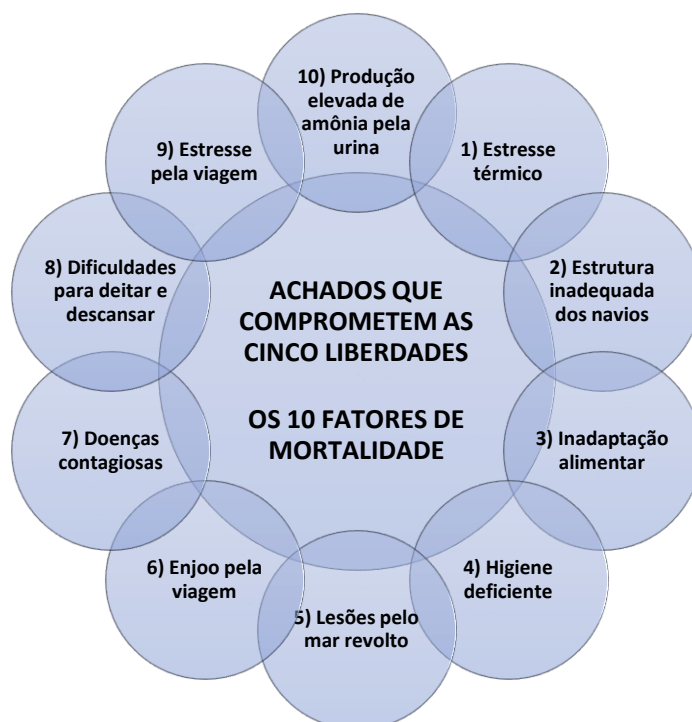 ACHADOS QUE
COMPROMETEM AS
CINCO LIBERDADES
OS 10 FATORES DE
MORTALIDADE
1) Estresse
térmico
2) Estrutura
inadequada
dos navios
3) Inadaptação
alimentar
4) Higiene
deficiente
5) Lesões pelo
mar revolto
6) Enjoo pela
viagem
7) Doenças
contagiosas
8) Dificuldades
para deitar e
descansar
9) Estresse
pela viagem
10) Produção
elevada de
amônia pela
urina